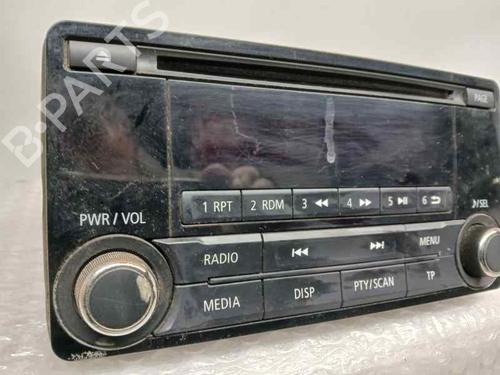 B-PARTS
PAGE
1 RPT 2 RDM 3 4 5 6
PWR / VOL
♪/SEL
RADIO MENU
MEDIA DISP PTY/SCAN TP